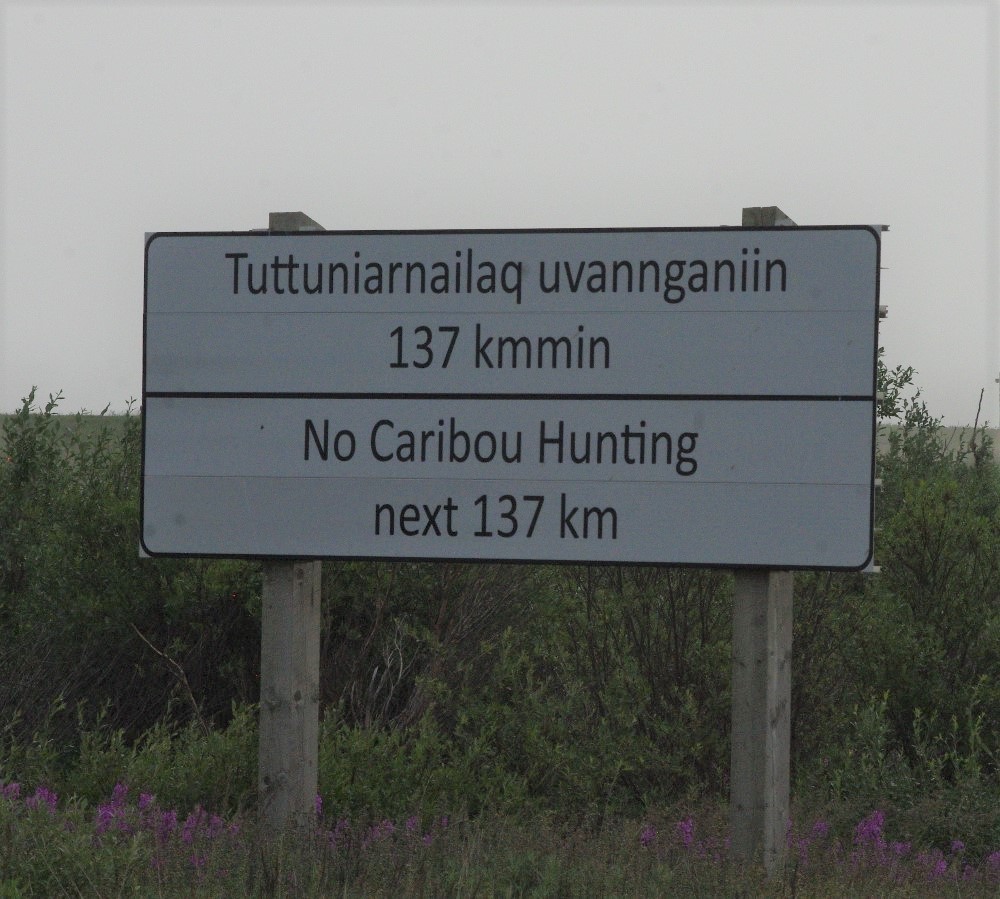 Tuttuniarnailaq uvannganiin
137 kmmin
No Caribou Hunting
next 137 km